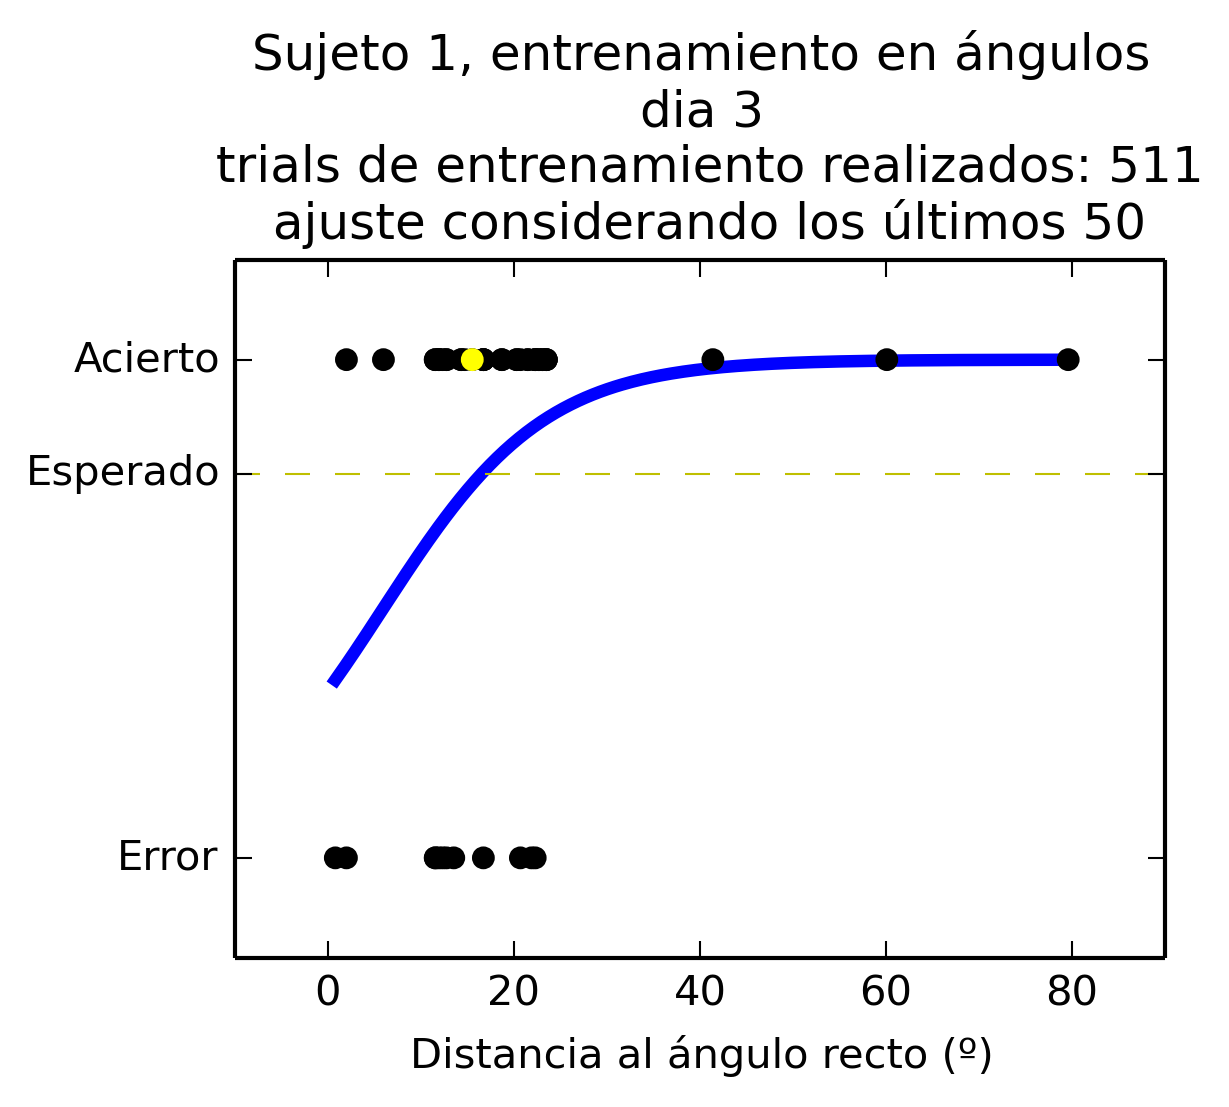 Sujeto 1, entrenamiento en ángulos
dia 3
trials de entrenamiento realizados: 511
ajuste considerando los últimos 50
Acierto
Esperado
Error
0 20 40 60 80
Distancia al ángulo recto (º)